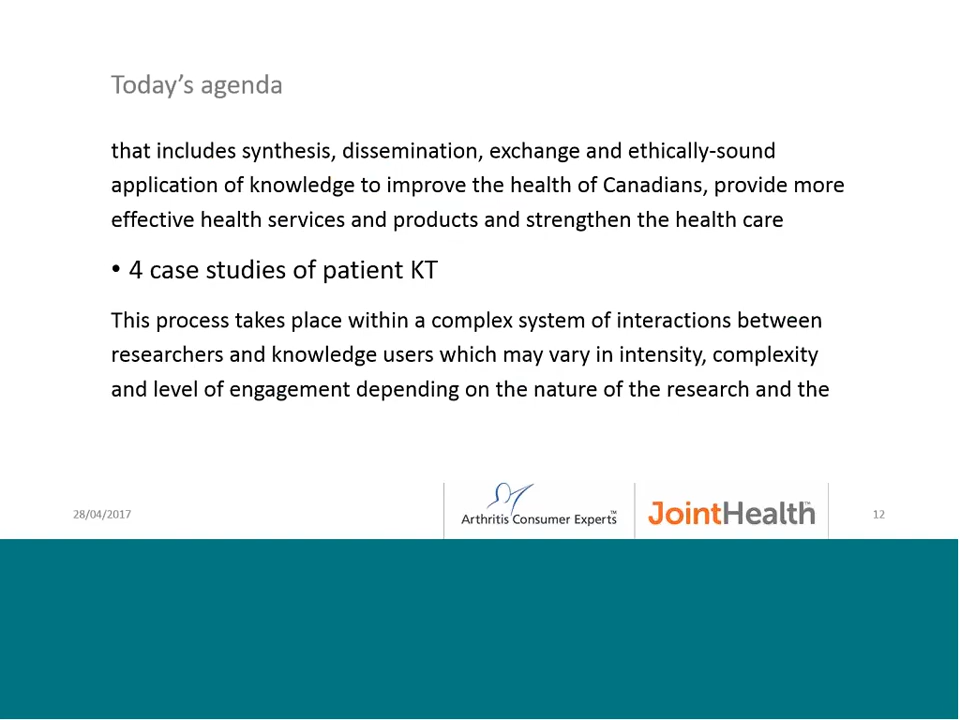 Today's agenda
that includes synthesis, dissemination, exchange and ethically-sound
application of knowledge to improve the health of Canadians, provide more
effective health services and products and strengthen the health care
• 4 case studies of patient KT
This process takes place within a complex system of interactions between
researchers and knowledge users which may vary in intensity, complexity
and level of engagement depending on the nature of the research and the
28/04/2017
Arthritis Consumer Experts™
JointHealth™
12